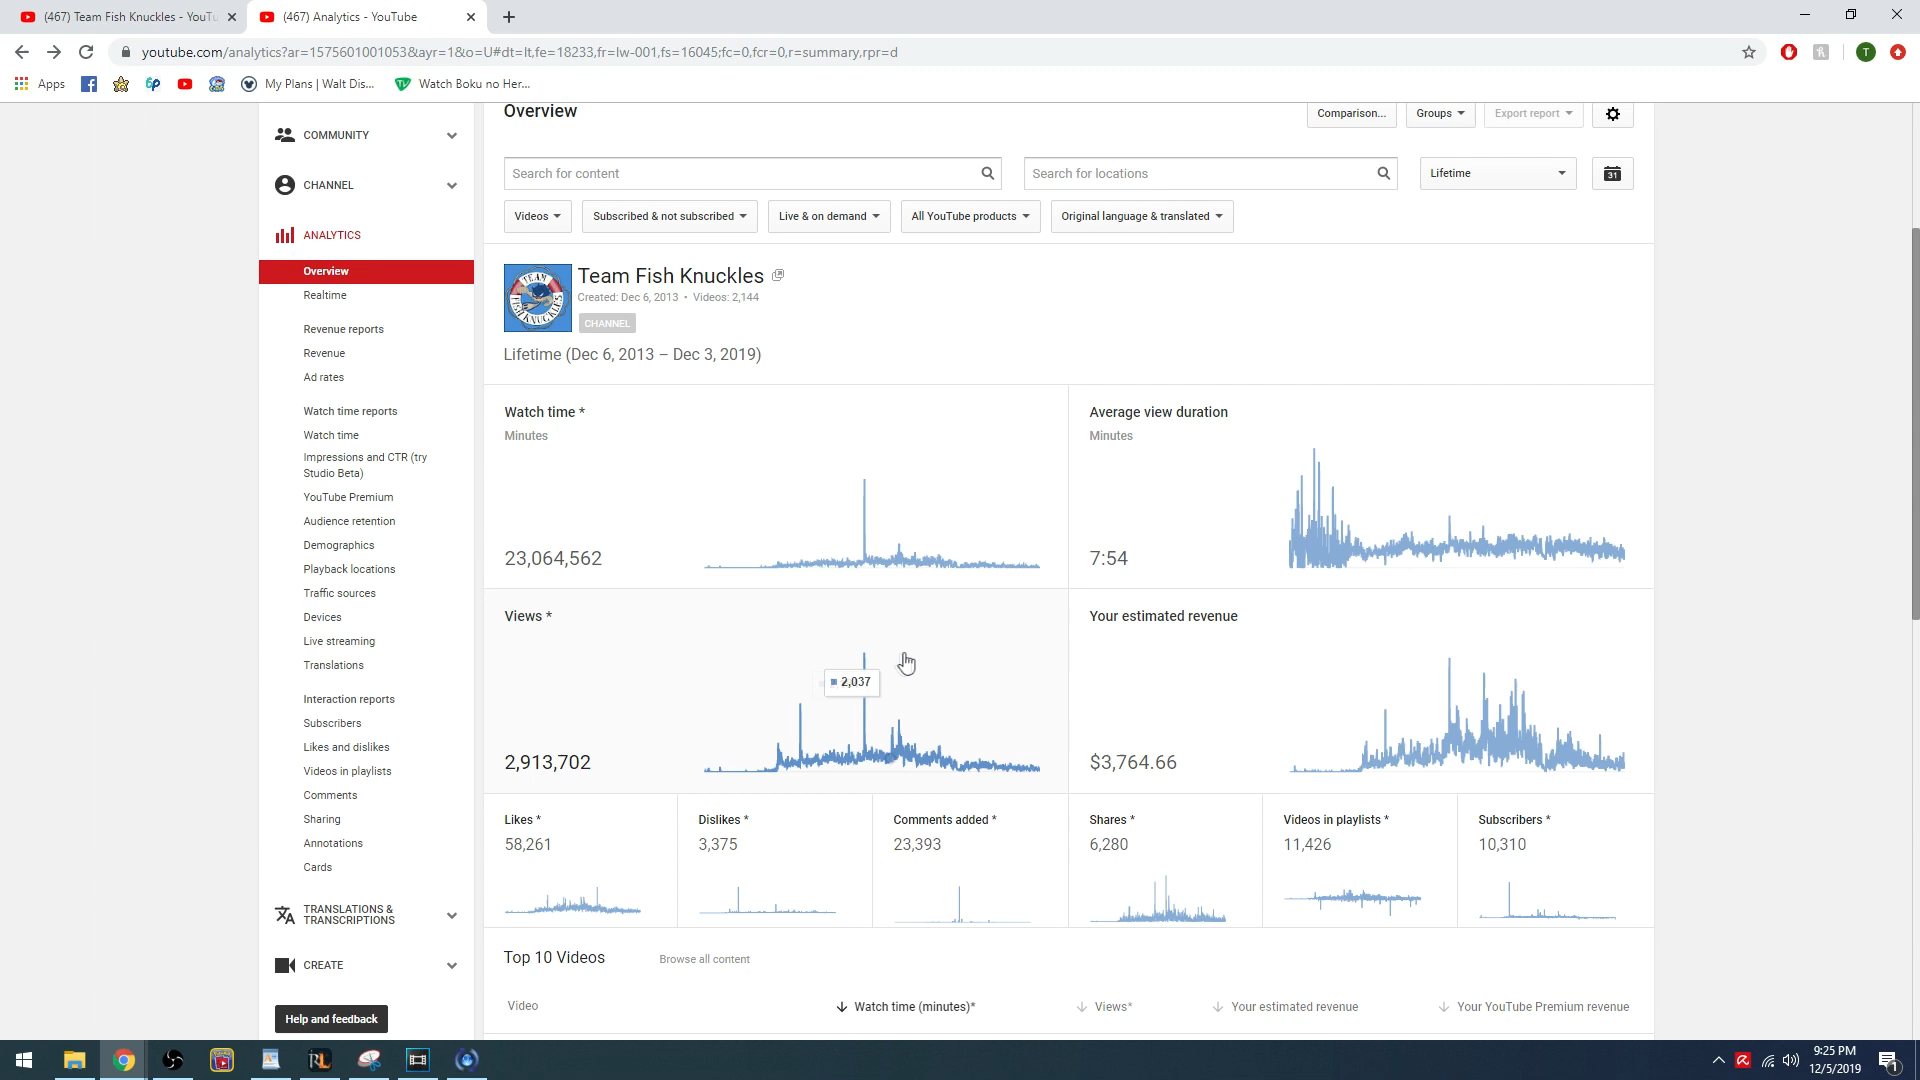 (467) Team Fish Knuckles - YouTu
(467) Analytics - YouTube
youtube.com/analytics?ar=1575601001053&ayr=1&o=U#dt=lt,fe=18233,fr=lw-001,fs=16045;fc=0,fcr=0,r=summary,rpr=d
T
Apps
My Plans | Walt Dis...
Watch Boku no Her...
COMMUNITY
CHANNEL
ANALYTICS
Overview
Realtime
Revenue reports
Revenue
Ad rates
Watch time reports
Watch time
Impressions and CTR (try
Studio Beta)
YouTube Premium
Audience retention
Demographics
Playback locations
Traffic sources
Devices
Live streaming
Translations
Interaction reports
Subscribers
Likes and dislikes
Videos in playlists
Comments
Sharing
Annotations
Cards
TRANSLATIONS &
TRANSCRIPTIONS
CREATE
Help and feedback
Overview
Comparison...
Groups
Export report
Search for content
Search for locations
Lifetime
31
Videos
Subscribed & not subscribed
Live & on demand
All YouTube products
Original language & translated
TEAM
FISH KNUCKLES
Team Fish Knuckles
Created: Dec 6, 2013 • Videos: 2,144
CHANNEL
Lifetime (Dec 6, 2013 – Dec 3, 2019)
Watch time *
Minutes
23,064,562
Average view duration
Minutes
7:54
Views *
2,037
2,913,702
Your estimated revenue
$3,764.66
Likes *
58,261
Dislikes *
3,375
Comments added *
23,393
Shares *
6,280
Videos in playlists *
11,426
Subscribers *
10,310
Top 10 Videos
Browse all content
Video
Watch time (minutes)*
Views*
Your estimated revenue
Your YouTube Premium revenue
9:25 PM
12/5/2019
1